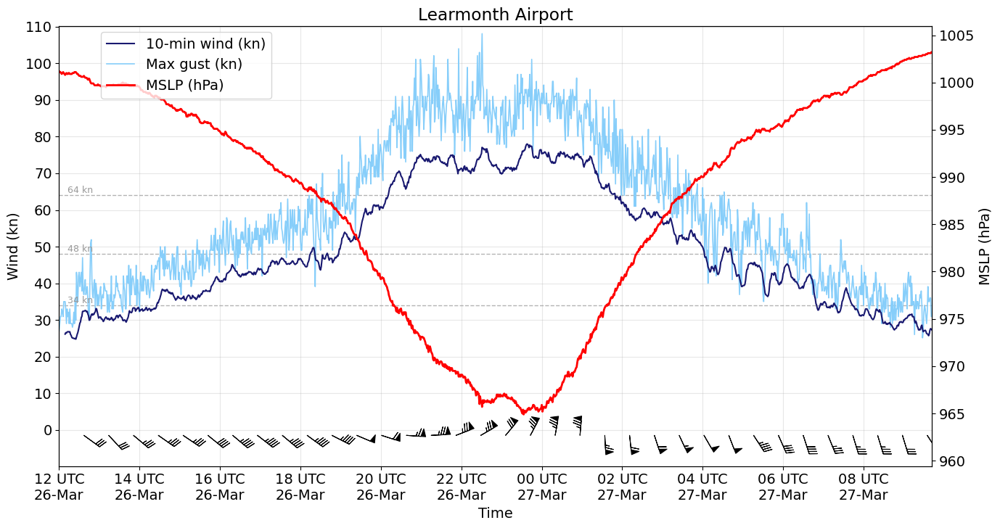 Learmonth Airport
10-min wind (kn)
Max gust (kn)
MSLP (hPa)
110
100
90
80
70
60
50
40
30
20
10
0
Wind (kn)
64 kn
48 kn
34 kn
1005
1000
995
990
985
980
975
970
965
960
MSLP (hPa)
12 UTC
26-Mar
14 UTC
26-Mar
16 UTC
26-Mar
18 UTC
26-Mar
20 UTC
26-Mar
22 UTC
26-Mar
00 UTC
27-Mar
02 UTC
27-Mar
04 UTC
27-Mar
06 UTC
27-Mar
08 UTC
27-Mar
Time